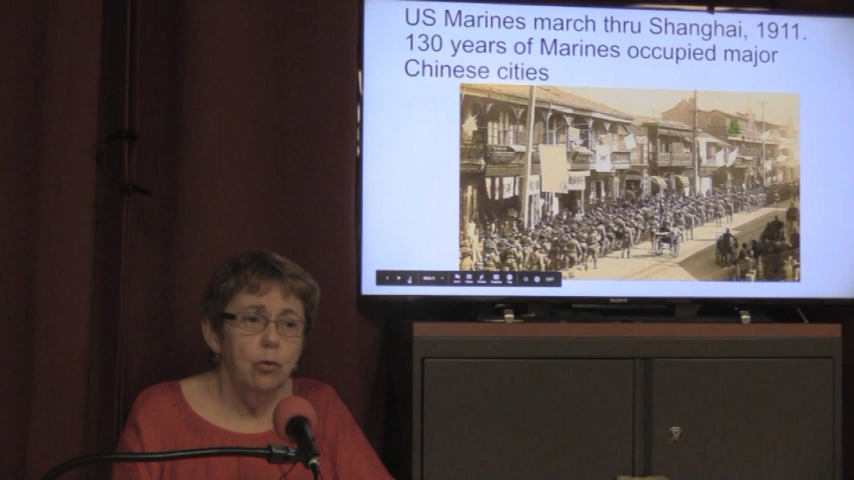 US Marines march thru Shanghai, 1911.
130 years of Marines occupied major
Chinese cities
SONY